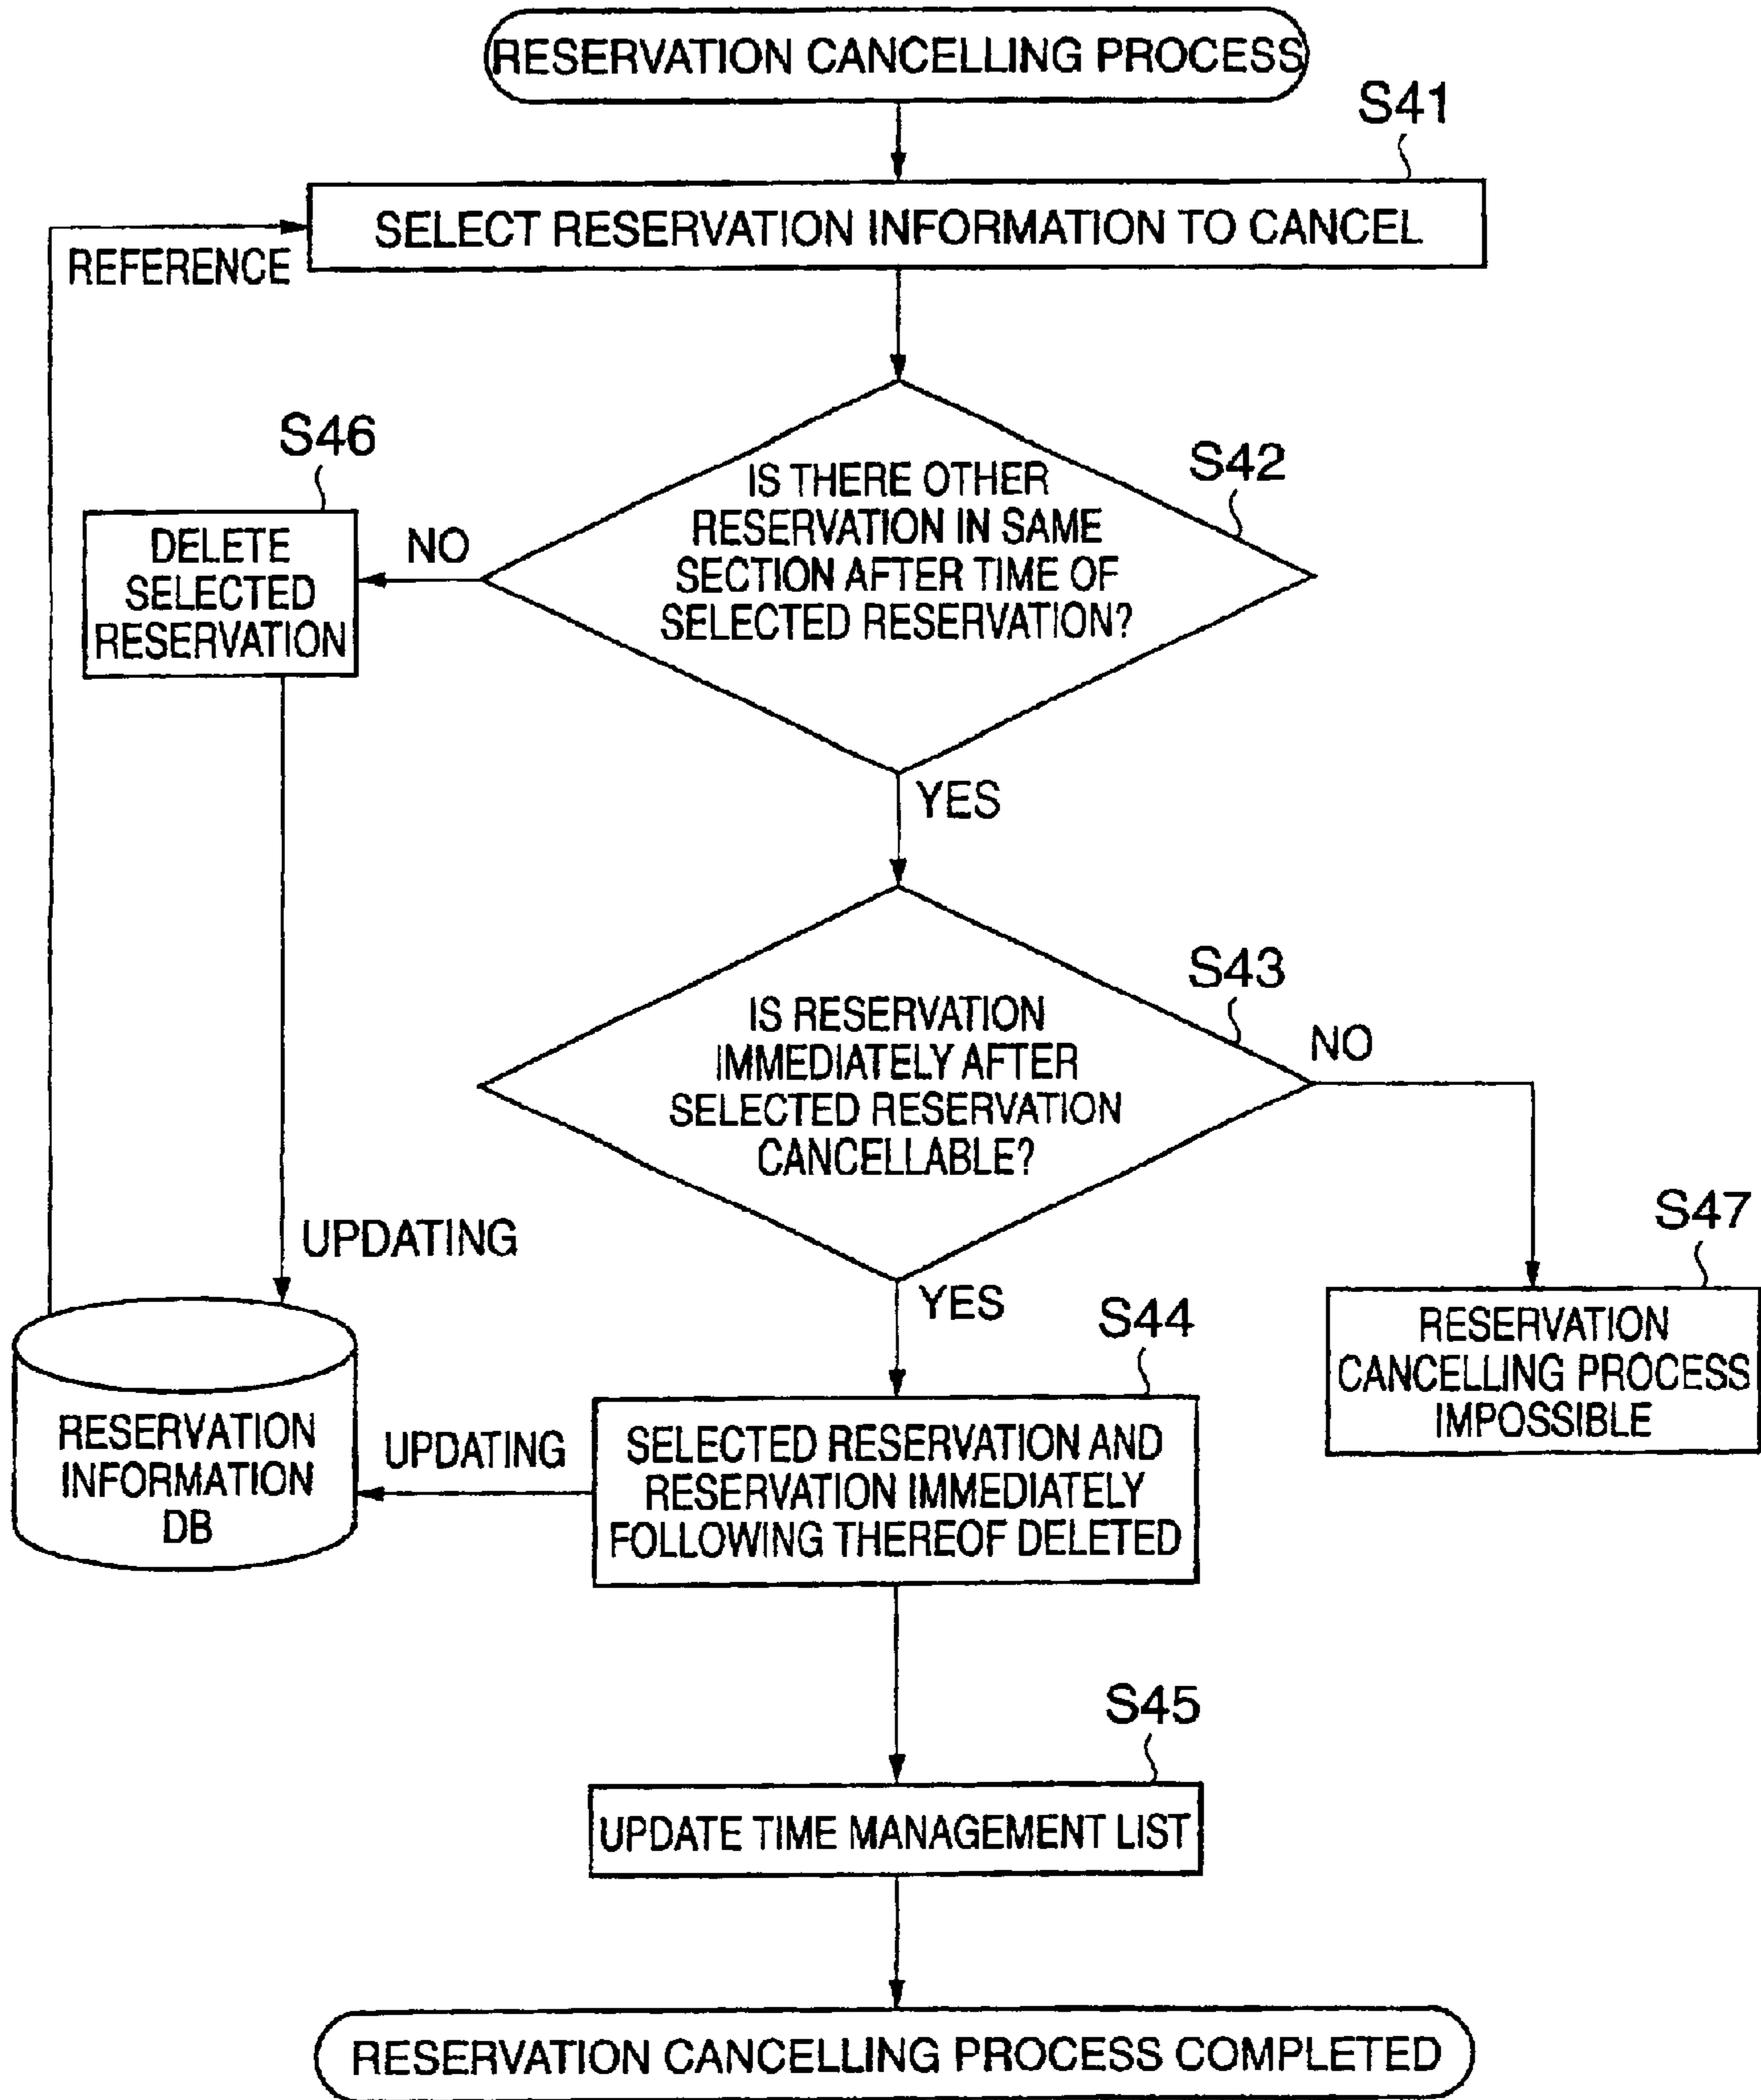 RESERVATION CANCELLING PROCESS
S41
SELECT RESERVATION INFORMATION TO CANCEL
REFERENCE
S46
DELETE
SELECTED
RESERVATION
NO
S42
IS THERE OTHER
RESERVATION IN SAME
SECTION AFTER TIME OF
SELECTED RESERVATION?
YES
S43
IS RESERVATION
IMMEDIATELY AFTER
SELECTED RESERVATION
CANCELLABLE?
NO
UPDATING
YES
S47
RESERVATION
CANCELLING PROCESS
IMPOSSIBLE
RESERVATION
INFORMATION
DB
UPDATING
S44
SELECTED RESERVATION AND
RESERVATION IMMEDIATELY
FOLLOWING THEREOF DELETED
S45
UPDATE TIME MANAGEMENT LIST
RESERVATION CANCELLING PROCESS COMPLETED